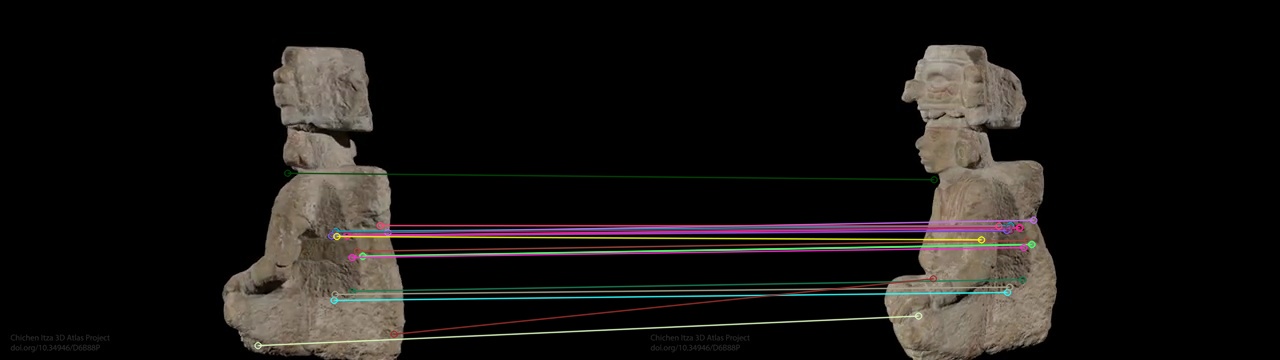 Chichen Itza 3D Atlas Project
doi.org/10.34946/D6B88P
Chichen Itza 3D Atlas Project
doi.org/10.34946/D6B88P